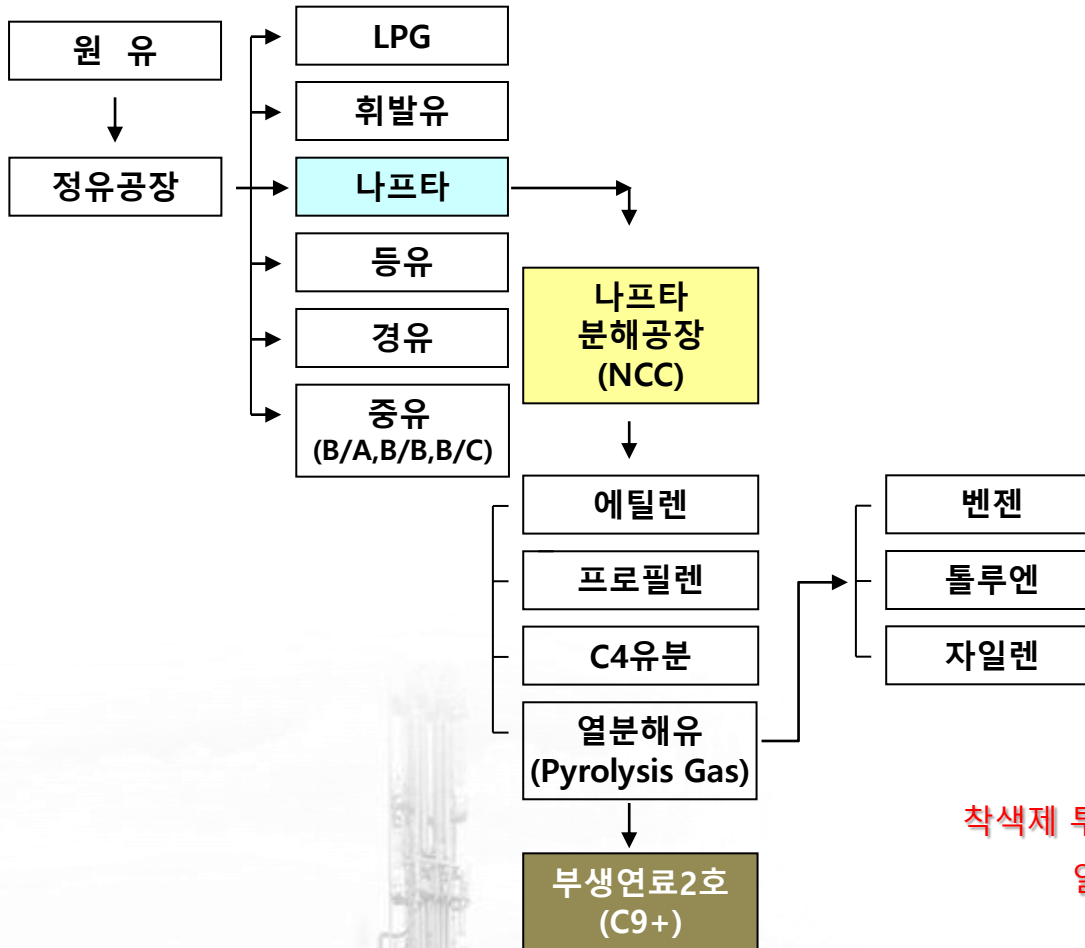 원 유
정유공장
LPG
휘발유
나프타
등유
경유
중유
(B/A,B/B,B/C)
나프타
분해공장
(NCC)
에틸렌
프로필렌
C4유분
열분해유
(Pyrolysis Gas)
벤젠
톨루엔
자일렌
부생연료2호
(C9+)
착색제